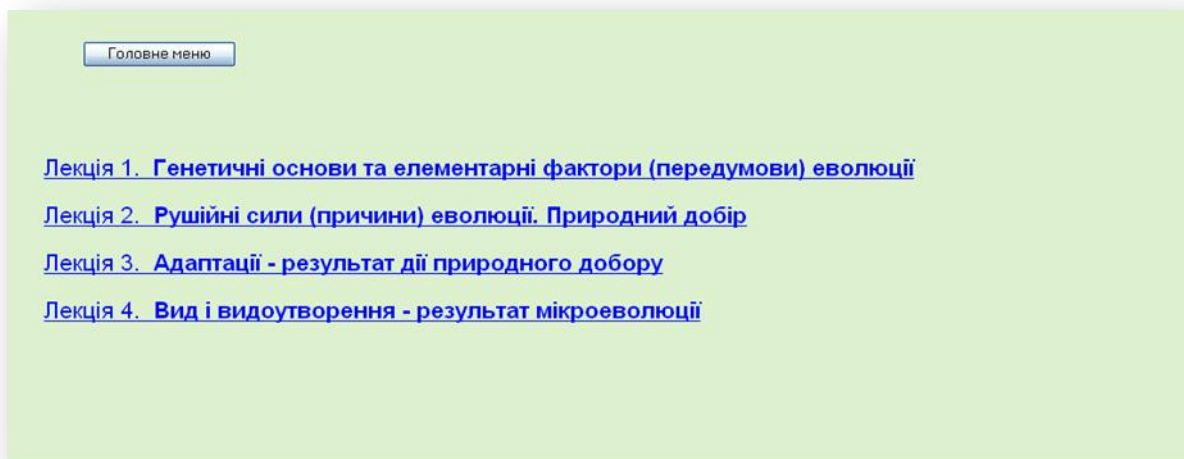 Головне меню
Лекція 1. Генетичні основи та елементарні фактори (передумови) еволюції
Лекція 2. Рушійні сили (причини) еволюції. Природний добір
Лекція 3. Адаптації - результат дії природного добору
Лекція 4. Вид і видоутворення - результат мікроеволюції